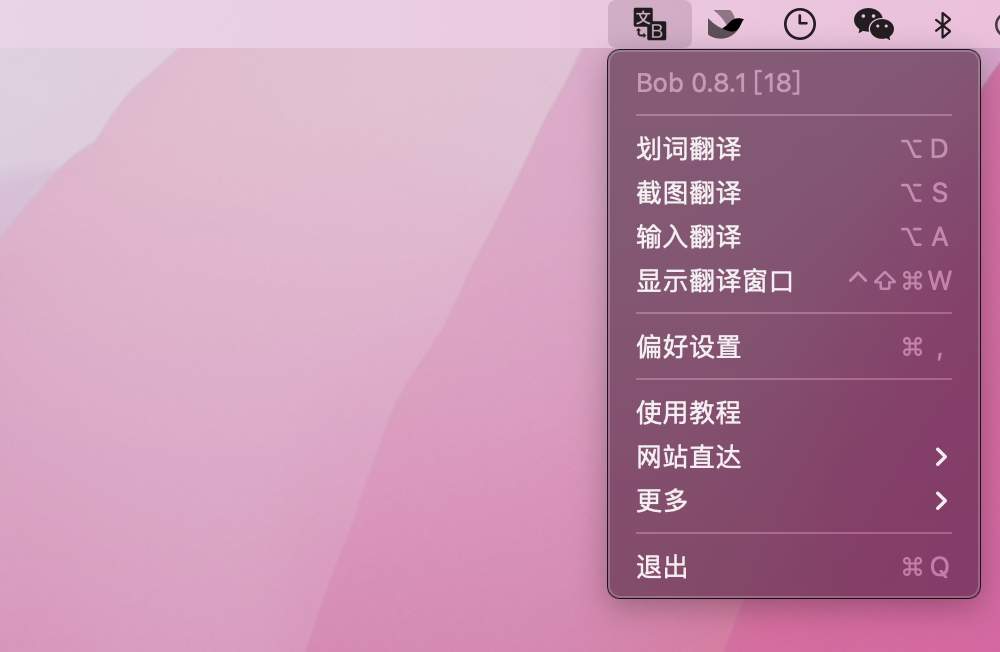 文B
Bob 0.8.1 [18]
划词翻译 ⌥ D
截图翻译 ⌥ S
输入翻译 ⌥ A
显示翻译窗口 ^⇧⌘W
偏好设置 ⌘ ,
使用教程
网站直达
更多
退出 ⌘ Q